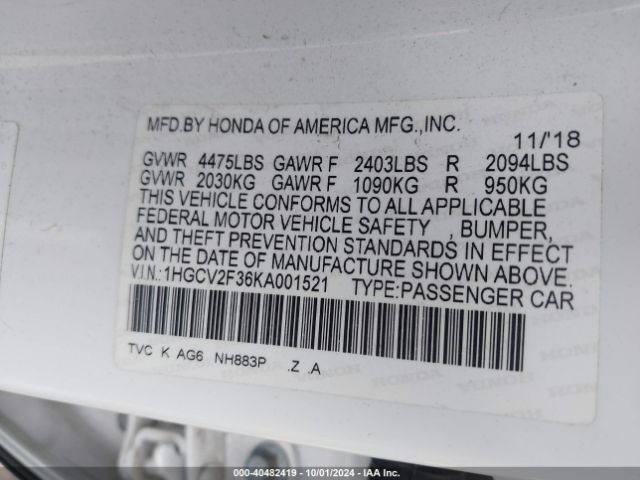 MFD.BY HONDA OF AMERICA MFG.,INC.
11/'18
GVWR 4475LBS GAWR F 2403LBS R 2094LBS
GVWR 2030KG GAWR F 1090KG R 950KG
THIS VEHICLE CONFORMS TO ALL APPLICABLE
FEDERAL MOTOR VEHICLE SAFETY , BUMPER,
AND THEFT PREVENTION STANDARDS IN EFFECT
ON THE DATE OF MANUFACTURE SHOWN ABOVE.
V.I.N.:1HGCV2F36KA001521 TYPE:PASSENGER CAR
TVC K AG6 NH883P .Z .A
000-40482419 - 10/01/2024 - IAA Inc.